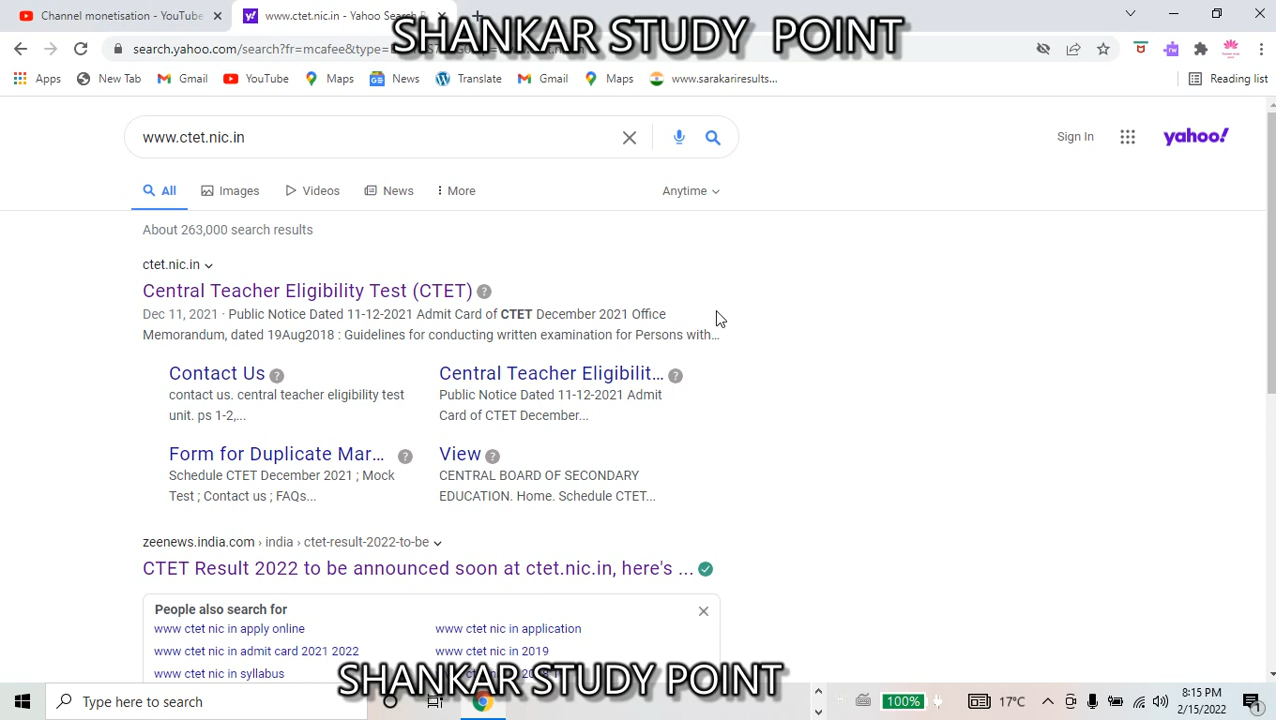 Channel monetisation - YouTube
www.ctet.nic.in - Yahoo Search
SHANKAR STUDY POINT
search.yahoo.com/search?fr=mcafee&type=
Apps
New Tab
Gmail
YouTube
Maps
News
Translate
Gmail
Maps
www.sarakariresults...
Reading list
www.ctet.nic.in
Sign In
yahoo!
All
Images
Videos
News
More
Anytime
About 263,000 search results
ctet.nic.in
Central Teacher Eligibility Test (CTET)
Dec 11, 2021 · Public Notice Dated 11-12-2021 Admit Card of CTET December 2021 Office
Memorandum, dated 19Aug2018 : Guidelines for conducting written examination for Persons with...
Contact Us
contact us. central teacher eligibility test
unit. ps 1-2,...
Central Teacher Eligibilit...
Public Notice Dated 11-12-2021 Admit
Card of CTET December...
Form for Duplicate Mar...
Schedule CTET December 2021 ; Mock
Test ; Contact us ; FAQs...
View
CENTRAL BOARD OF SECONDARY
EDUCATION. Home. Schedule CTET...
zeenews.india.com › india › ctet-result-2022-to-be
CTET Result 2022 to be announced soon at ctet.nic.in, here's ...
People also search for
www ctet nic in apply online
www ctet nic in application
www ctet nic in admit card 2021 2022
www ctet nic in 2019
www ctet nic in syllabus
SHANKAR STUDY POINT
Type here to search
100%
17°C
8:15 PM
2/15/2022
1